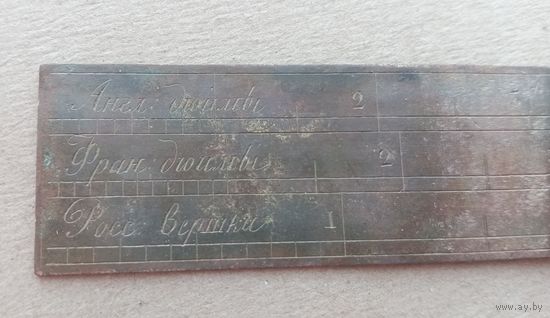 Англ. дюймы 2
Фран. дюймы 2
Росс. вершки 1
www.ay.by